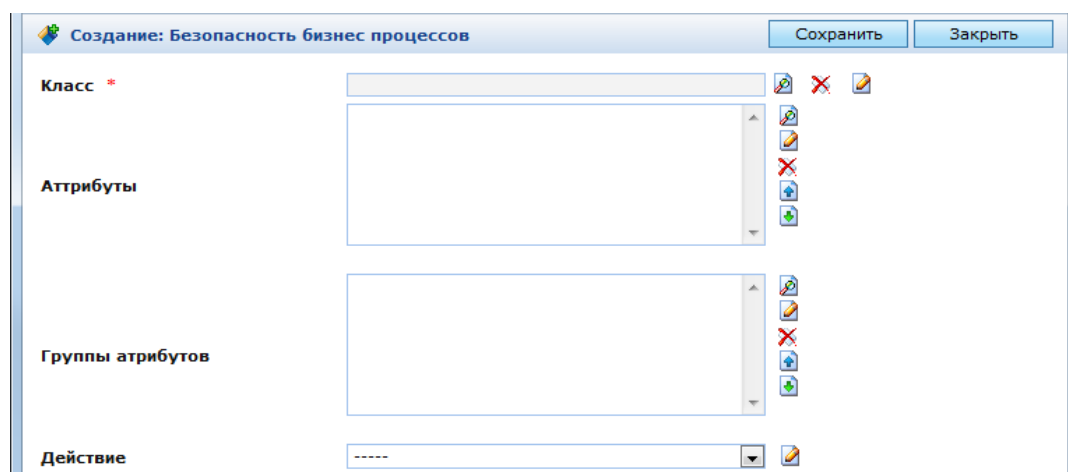 Создание: Безопасность бизнес процессов Сохранить Закрыть
Класс *
Аттрибуты
Группы атрибутов
Действие -----